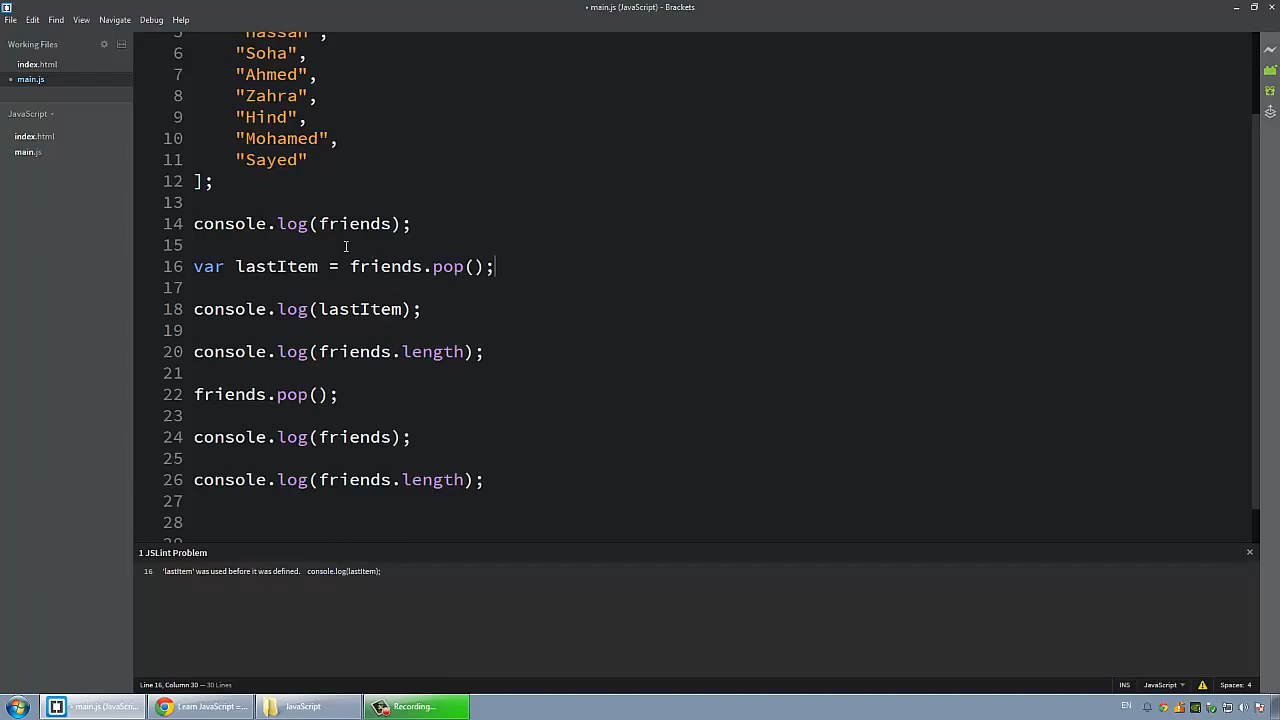 • main.js (JavaScript) - Brackets
File Edit Find View Navigate Debug Help
Working Files
index.html
• main.js
JavaScript
index.html
main.js
5 "Hassan",
6 "Soha",
7 "Ahmed",
8 "Zahra",
9 "Hind",
10 "Mohamed",
11 "Sayed"
12 ];
13
14 console.log(friends);
15
16 var lastItem = friends.pop();
17
18 console.log(lastItem);
19
20 console.log(friends.length);
21
22 friends.pop();
23
24 console.log(friends);
25
26 console.log(friends.length);
27
28
29
1 JSLint Problem
16 'lastItem' was used before it was defined. console.log(lastItem);
Line 16, Column 30 — 30 Lines
INS JavaScript Spaces: 4
• main.js (JavaScri... Learn JavaScript =... JavaScript Recording... EN